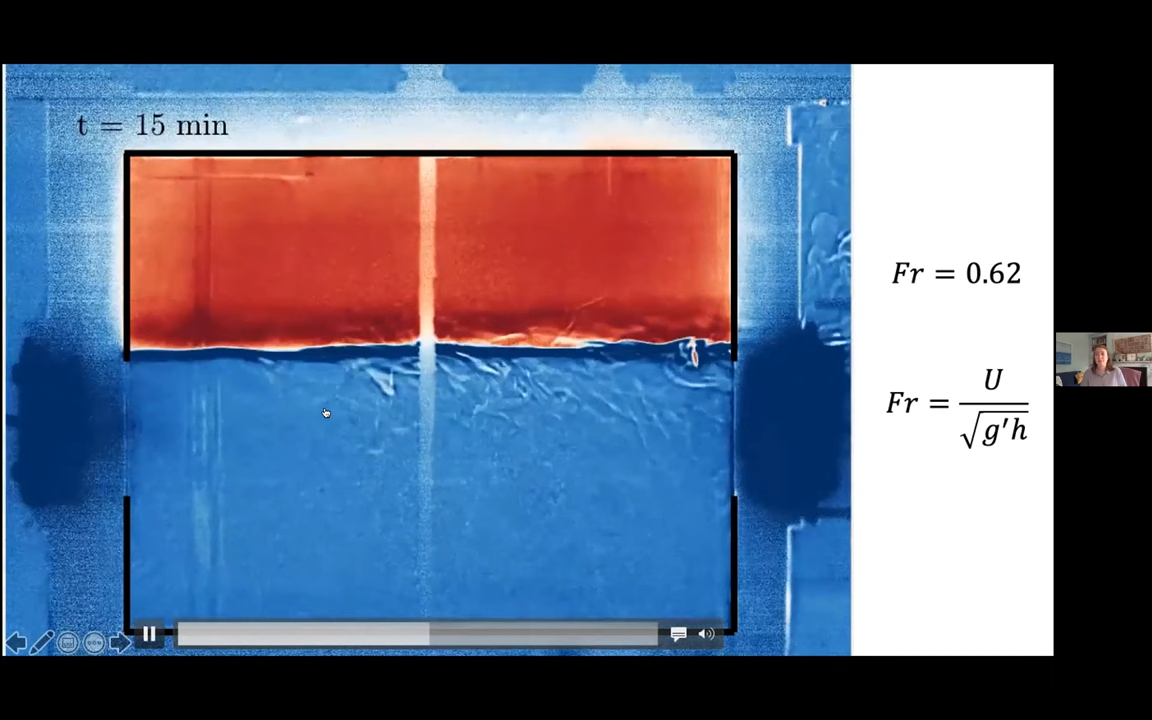 t = 15 min
Fr = 0.62
Fr = U / √g′h